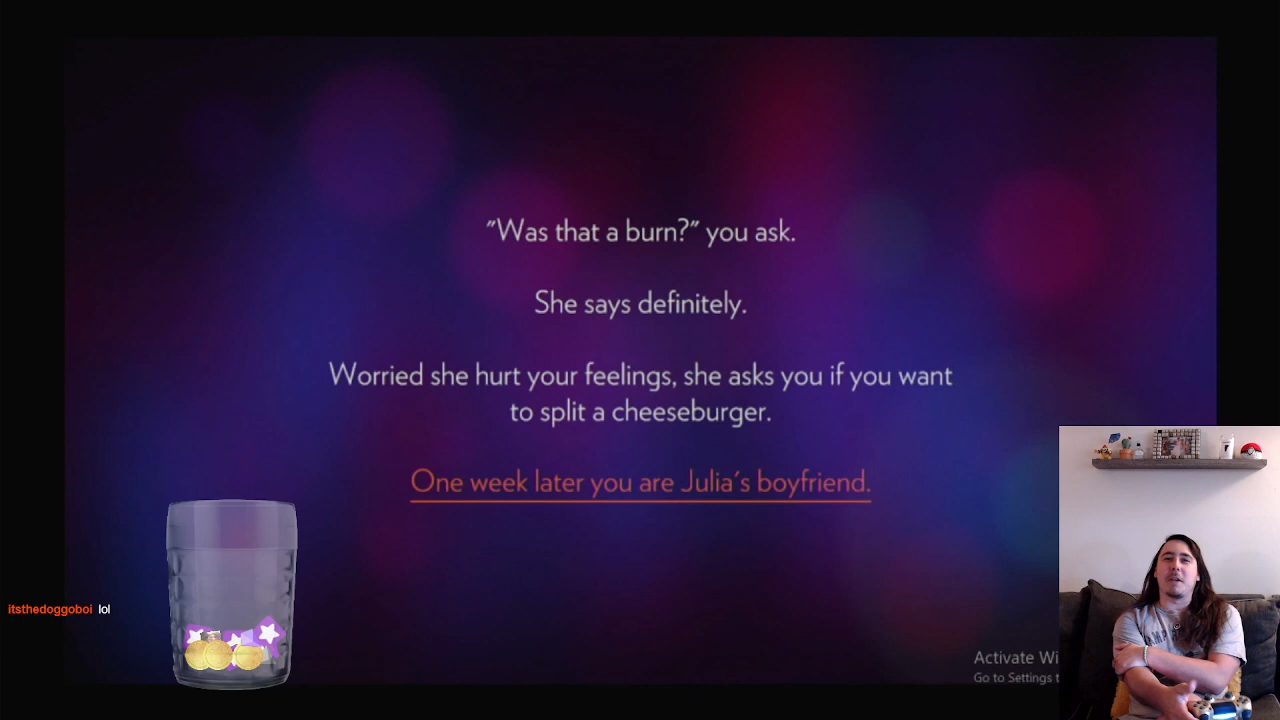 "Was that a burn?" you ask.
She says definitely.
Worried she hurt your feelings, she asks you if you want
to split a cheeseburger.
One week later you are Julia's boyfriend.
itsthedoggoboi lol
Activate Wi
Go to Settings t